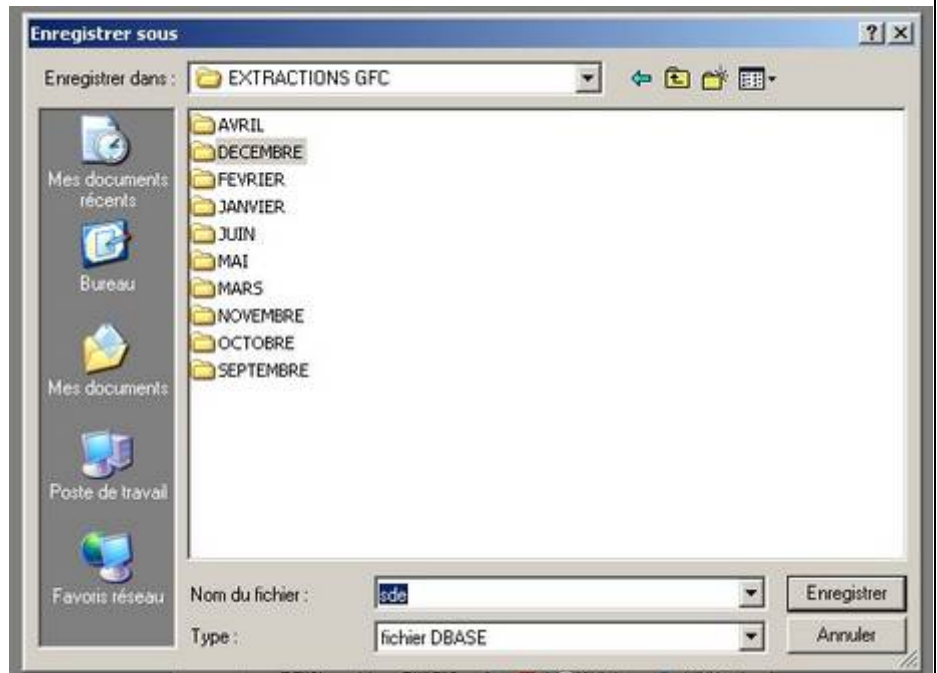 Enregistrer sous
Enregistrer dans :
EXTRACTIONS GFC
Mes documents
récents
Bureau
Mes documents
Poste de travail
Favoris réseau
AVRIL
DECEMBRE
FEVRIER
JANVIER
JUIN
MAI
MARS
NOVEMBRE
OCTOBRE
SEPTEMBRE
Nom du fichier :
sde
Enregistrer
Type :
fichier DBASE
Annuler